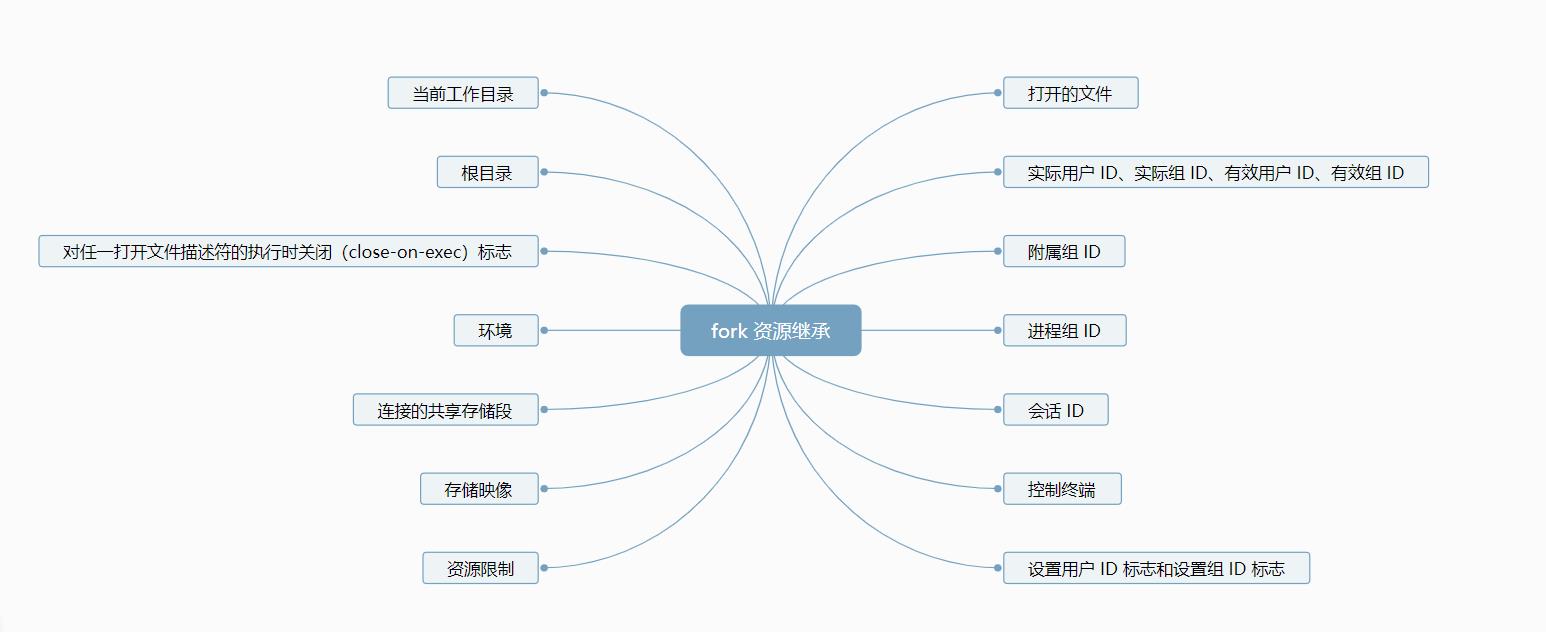 当前工作目录
根目录
对任一打开文件描述符的执行时关闭（close-on-exec）标志
环境
连接的共享存储段
存储映像
资源限制
fork 资源继承
打开的文件
实际用户 ID、实际组 ID、有效用户 ID、有效组 ID
附属组 ID
进程组 ID
会话 ID
控制终端
设置用户 ID 标志和设置组 ID 标志